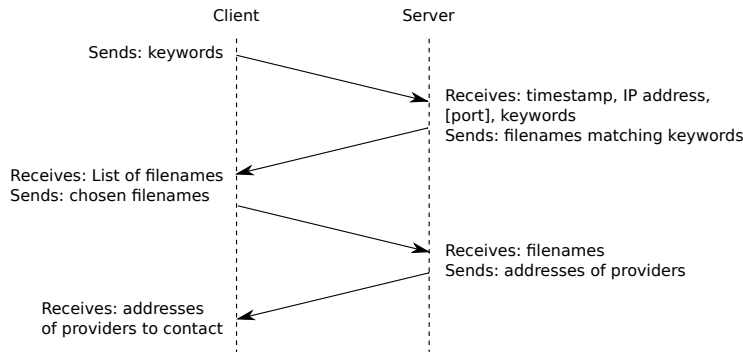 Client
Server
Sends: keywords
Receives: timestamp, IP address,
[port], keywords
Sends: filenames matching keywords
Receives: List of filenames
Sends: chosen filenames
Receives: filenames
Sends: addresses of providers
Receives: addresses
of providers to contact